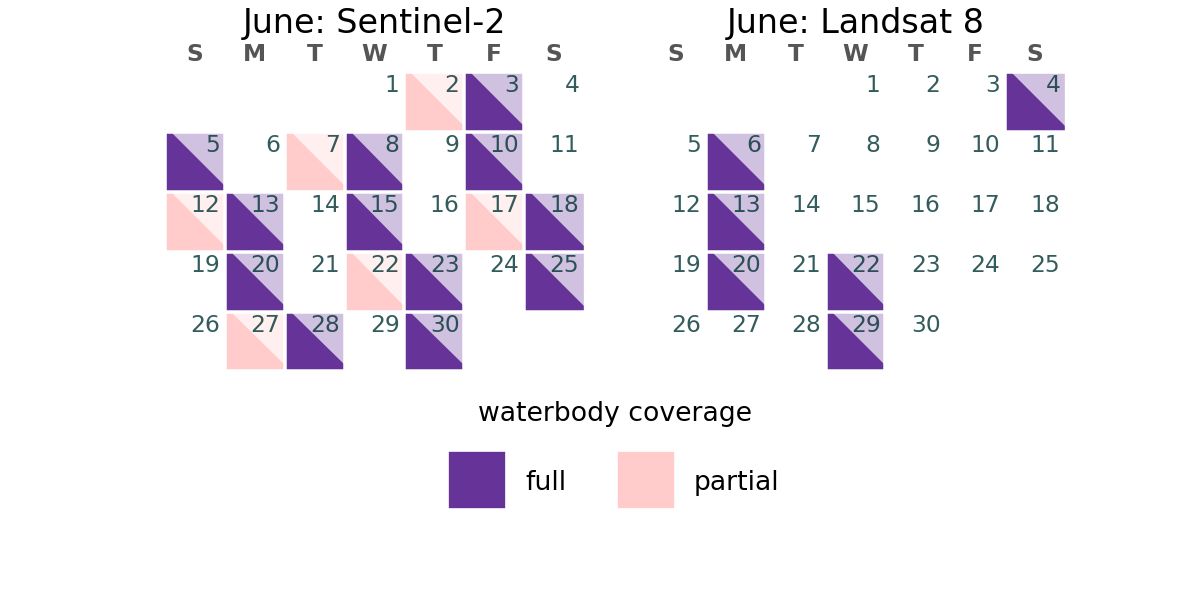 June: Sentinel-2
S M T W T F S
1 2 3 4
5 6 7 8 9 10 11
12 13 14 15 16 17 18
19 20 21 22 23 24 25
26 27 28 29 30
June: Landsat 8
S M T W T F S
1 2 3 4
5 6 7 8 9 10 11
12 13 14 15 16 17 18
19 20 21 22 23 24 25
26 27 28 29 30
waterbody coverage
full partial